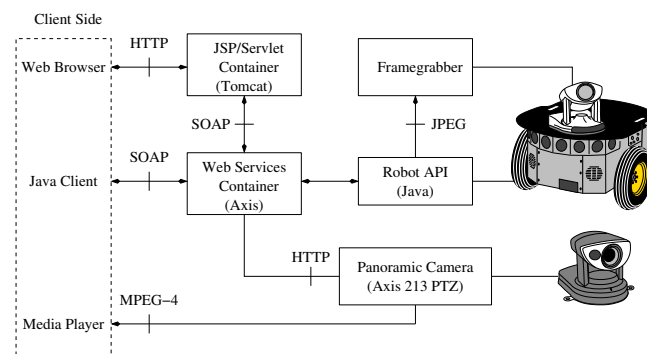 Client Side
HTTP
JSP/Servlet
Container
(Tomcat)
Web Browser
Framegrabber
SOAP
JPEG
SOAP
Web Services
Container
(Axis)
Robot API
(Java)
Java Client
HTTP
Panoramic Camera
(Axis 213 PTZ)
MPEG−4
Media Player